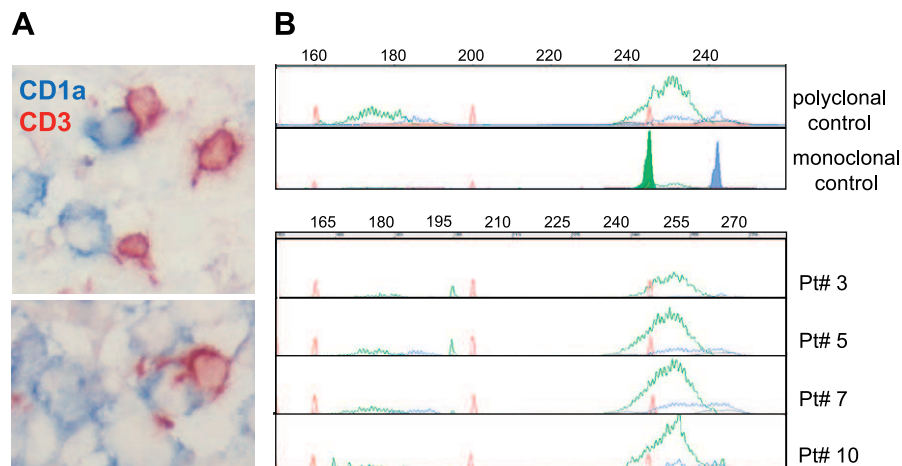 A
B
CD1a
CD3
160 180 200 220 240 240
polyclonal
control
monoclonal
control
165 180 195 210 225 240 255 270
Pt# 3
Pt# 5
Pt# 7
Pt# 10